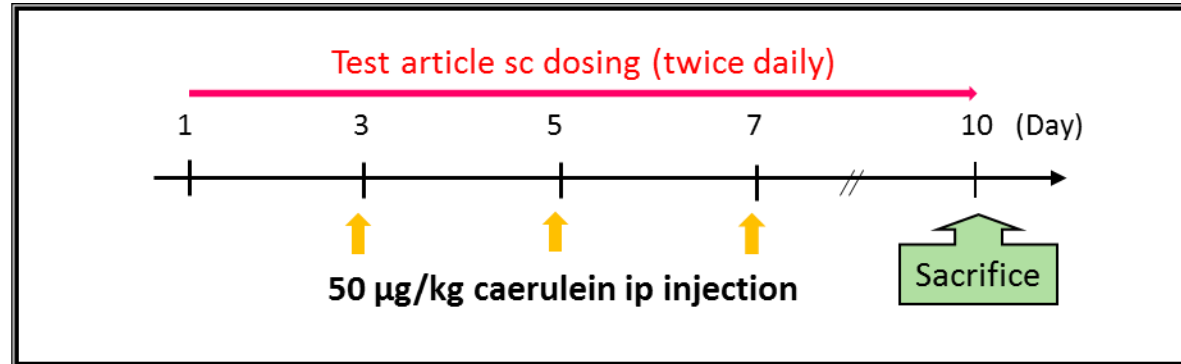 Test article sc dosing (twice daily)
1 3 5 7 10 (Day)
//
50 µg/kg caerulein ip injection
Sacrifice